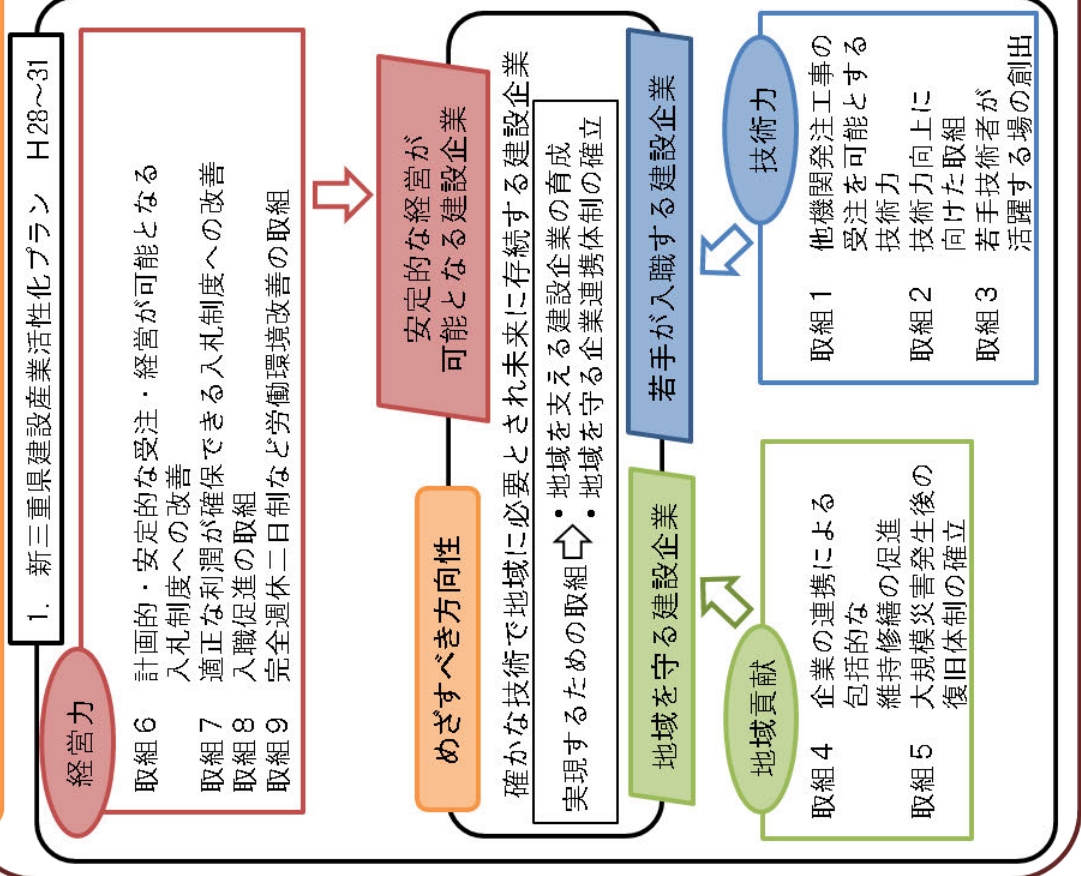 1. 新三重県建設産業活性化プラン H28~31
経営力
取組6 計画的・安定的な受注・経営が可能となる
入札制度への改善
取組7 適正な利潤が確保できる入札制度への改善
取組8 入職促進の取組
取組9 完全週休二日制など労働環境改善の取組
安定的な経営が
可能となる建設企業
めざすべき方向性
確かな技術で地域に必要とされ未来に存続する建設企業
実現するための取組⇨・地域を支える建設企業の育成
・地域を守る企業連携体制の確立
地域を守る建設企業
若手が入職する建設企業
地域貢献
取組4 企業の連携による
包括的な
維持修繕の促進
取組5 大規模災害発生後の
復旧体制の確立
技術力
取組1 他機関発注工事の
受注を可能とする
技術力
取組2 技術力向上に
向けた取組
取組3 若手技術者が
活躍する場の創出